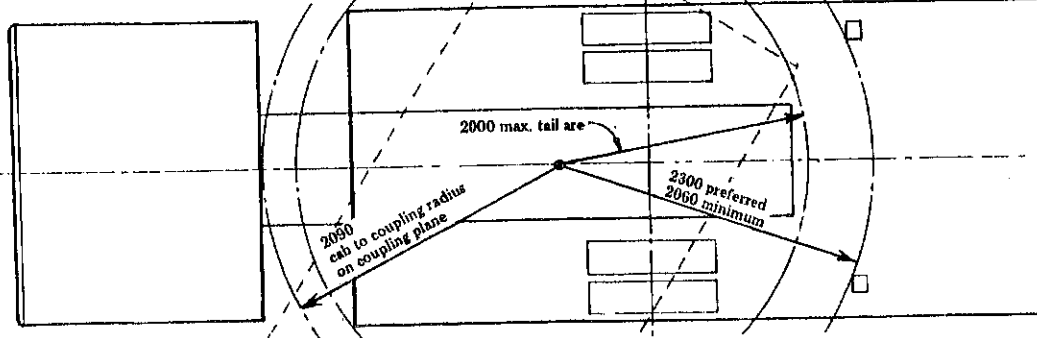 2000 max. tail are
2300 preferred
2060 minimum
2090
cab to coupling radius
on coupling plane